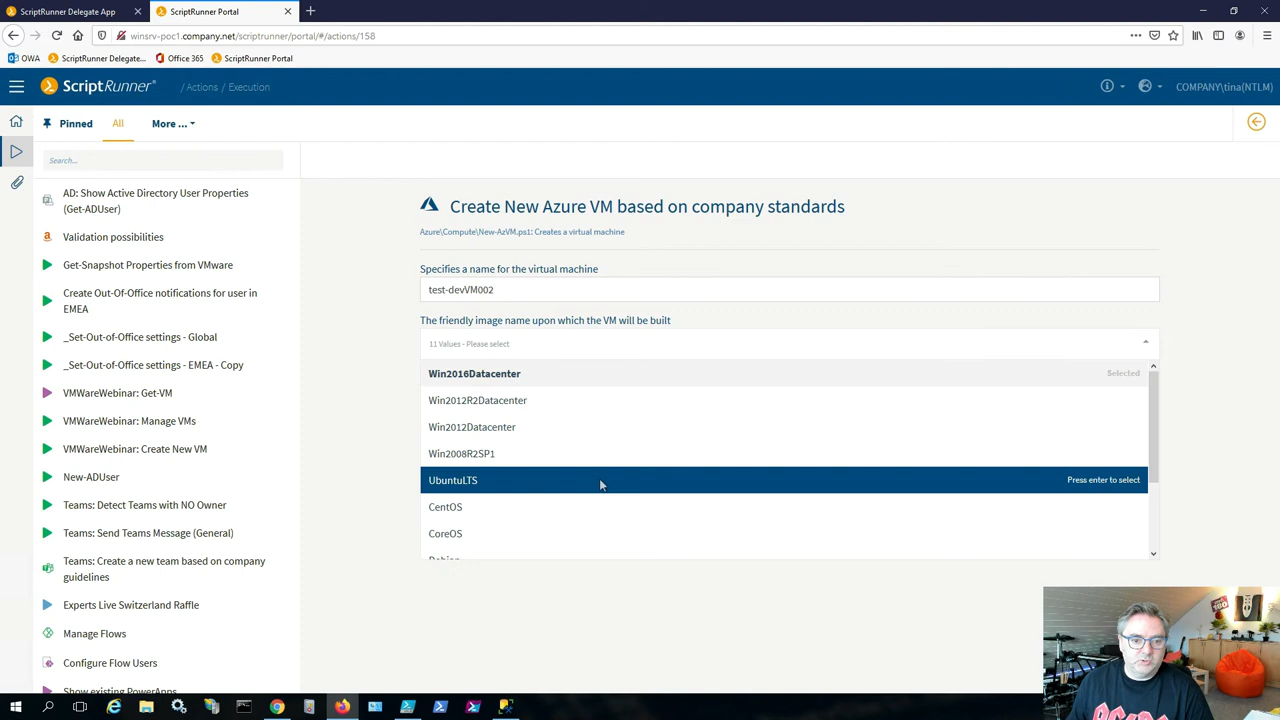 ScriptRunner Delegate App
ScriptRunner Portal
winsrv-poc1.company.net/scriptrunner/portal/#/actions/158
OWA
ScriptRunner Delegate...
Office 365
ScriptRunner Portal
ScriptRunner®
/ Actions / Execution
COMPANY\tina(NTLM)
Pinned
All
More ...
Search...
AD: Show Active Directory User Properties
(Get-ADUser)
Validation possibilities
Get-Snapshot Properties from VMware
Create Out-Of-Office notifications for user in
EMEA
_Set-Out-of-Office settings - Global
_Set-Out-of-Office settings - EMEA - Copy
VMWareWebinar: Get-VM
VMWareWebinar: Manage VMs
VMWareWebinar: Create New VM
New-ADUser
Teams: Detect Teams with NO Owner
Teams: Send Teams Message (General)
Teams: Create a new team based on company
guidelines
Experts Live Switzerland Raffle
Manage Flows
Configure Flow Users
Show existing PowerApps
Create New Azure VM based on company standards
Azure\Compute\New-AzVM.ps1: Creates a virtual machine
Specifies a name for the virtual machine
test-devVM002
The friendly image name upon which the VM will be built
11 Values - Please select
Win2016Datacenter
Selected
Win2012R2Datacenter
Win2012Datacenter
Win2008R2SP1
UbuntuLTS
Press enter to select
CentOS
CoreOS
Debian